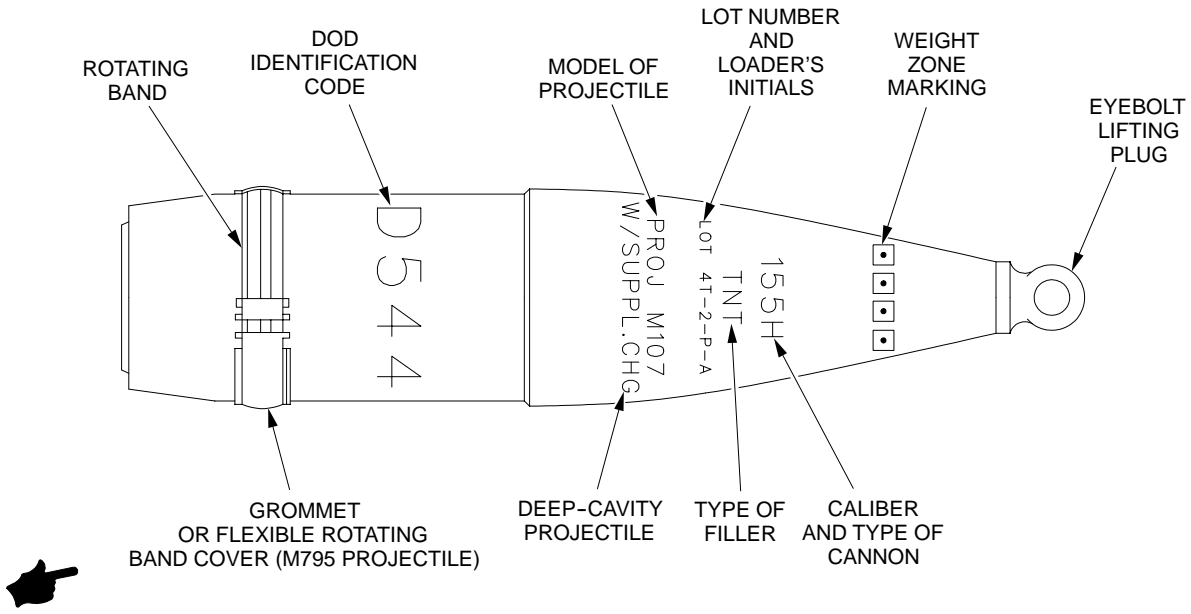 ROTATING
BAND
DOD
IDENTIFICATION
CODE
MODEL OF
PROJECTILE
LOT NUMBER
AND
LOADER'S
INITIALS
WEIGHT
ZONE
MARKING
EYEBOLT
LIFTING
PLUG
D544
W/SUPPL.CHG
PROJ M107
LOT 4T-2-P-A
TNT
155H
GROMMET
OR FLEXIBLE ROTATING
BAND COVER (M795 PROJECTILE)
DEEP-CAVITY
PROJECTILE
TYPE OF
FILLER
CALIBER
AND TYPE OF
CANNON